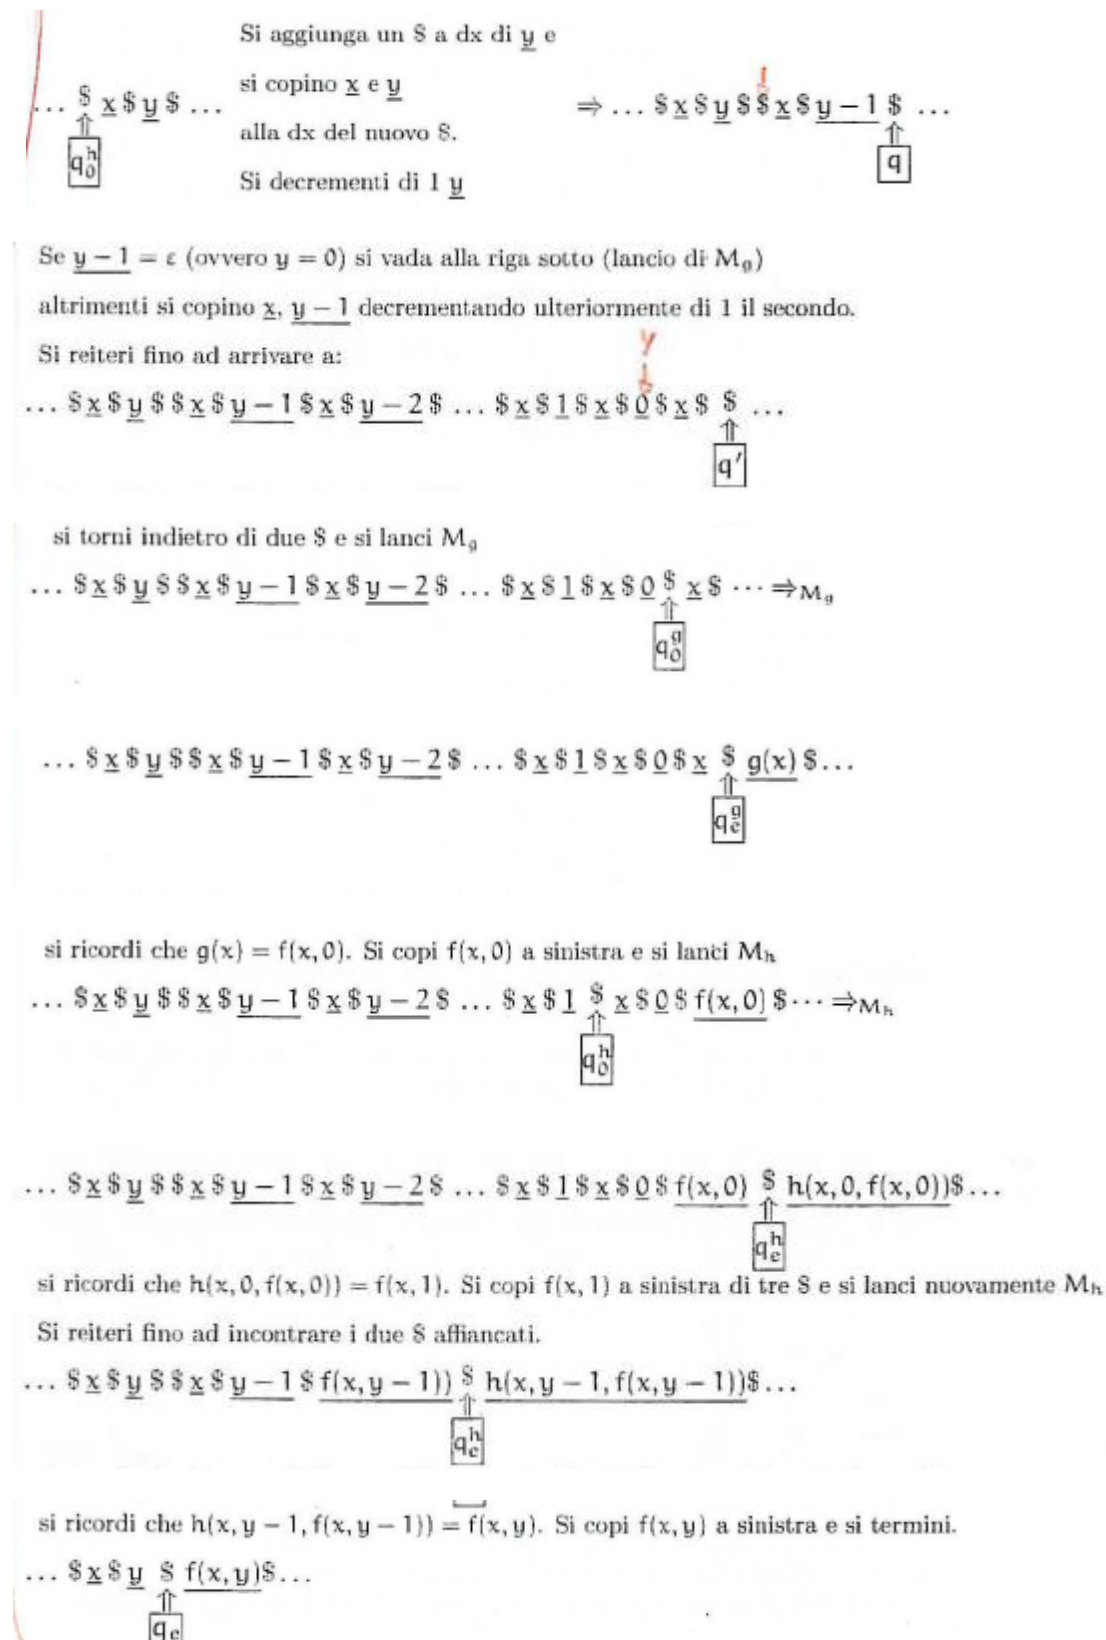 Si aggiunga un $ a dx di y e
si copino x e y
... $ x $ y $ ...
⇒ ... $ x $ y $ $ x $ y − 1 $ ...
alla dx del nuovo $.
q₀ʰ
q
Si decrementi di 1 y
Se y − 1 = ε (ovvero y = 0) si vada alla riga sotto (lancio di M_g)
altrimenti si copino x, y − 1 decrementando ulteriormente di 1 il secondo.
Si reiteri fino ad arrivare a:
y
... $ x $ y $ $ x $ y − 1 $ x $ y − 2 $ ... $ x $ 1 $ x $ 0 $ x $ $ ...
q′
si torni indietro di due $ e si lanci M_g
... $ x $ y $ $ x $ y − 1 $ x $ y − 2 $ ... $ x $ 1 $ x $ 0 $ x $ ··· ⇒M_g
q₀ᵍ
... $ x $ y $ $ x $ y − 1 $ x $ y − 2 $ ... $ x $ 1 $ x $ 0 $ x $ g(x) $ ...
qₑᵍ
si ricordi che g(x) = f(x, 0). Si copi f(x, 0) a sinistra e si lanci M_h
... $ x $ y $ $ x $ y − 1 $ x $ y − 2 $ ... $ x $ 1 $ x $ 0 $ f(x, 0) $ ··· ⇒M_h
q₀ʰ
... $ x $ y $ $ x $ y − 1 $ x $ y − 2 $ ... $ x $ 1 $ x $ 0 $ f(x, 0) $ h(x, 0, f(x, 0)) $ ...
qₑʰ
si ricordi che h(x, 0, f(x, 0)) = f(x, 1). Si copi f(x, 1) a sinistra di tre $ e si lanci nuovamente M_h
Si reiteri fino ad incontrare i due $ affiancati.
... $ x $ y $ $ x $ y − 1 $ f(x, y − 1)) $ h(x, y − 1, f(x, y − 1)) $ ...
qₑʰ
si ricordi che h(x, y − 1, f(x, y − 1)) = f(x, y). Si copi f(x, y) a sinistra e si termini.
... $ x $ y $ f(x, y) $ ...
qₑ